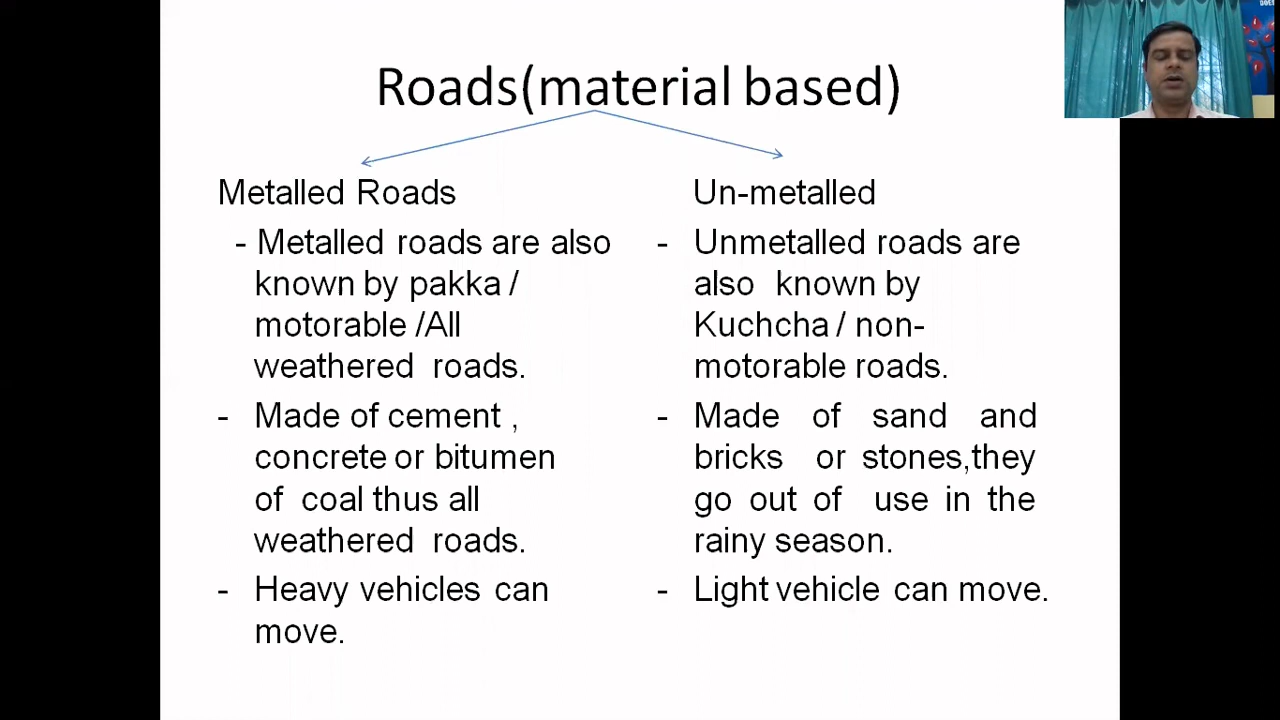 Roads(material based)
Metalled Roads
- Metalled roads are also
known by pakka /
motorable /All
weathered roads.
- Made of cement ,
concrete or bitumen
of coal thus all
weathered roads.
- Heavy vehicles can
move.
Un-metalled
- Unmetalled roads are
also known by
Kuchcha / non-
motorable roads.
- Made of sand and
bricks or stones,they
go out of use in the
rainy season.
- Light vehicle can move.